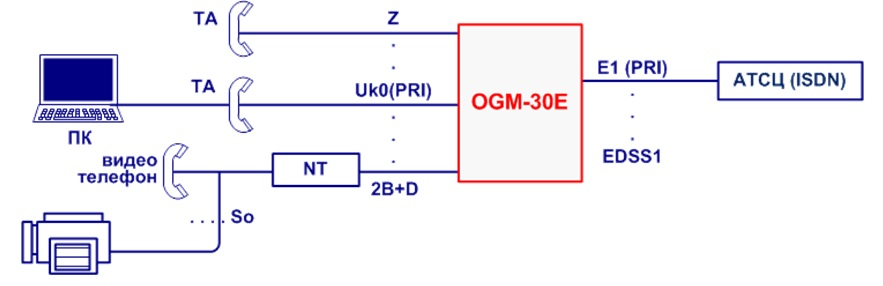 ТА
Z
ТА
Uk0(PRI)
ПК
OGM-30E
E1 (PRI)
АТСЦ (ISDN)
EDSS1
видео
телефон
NT
2B+D
So